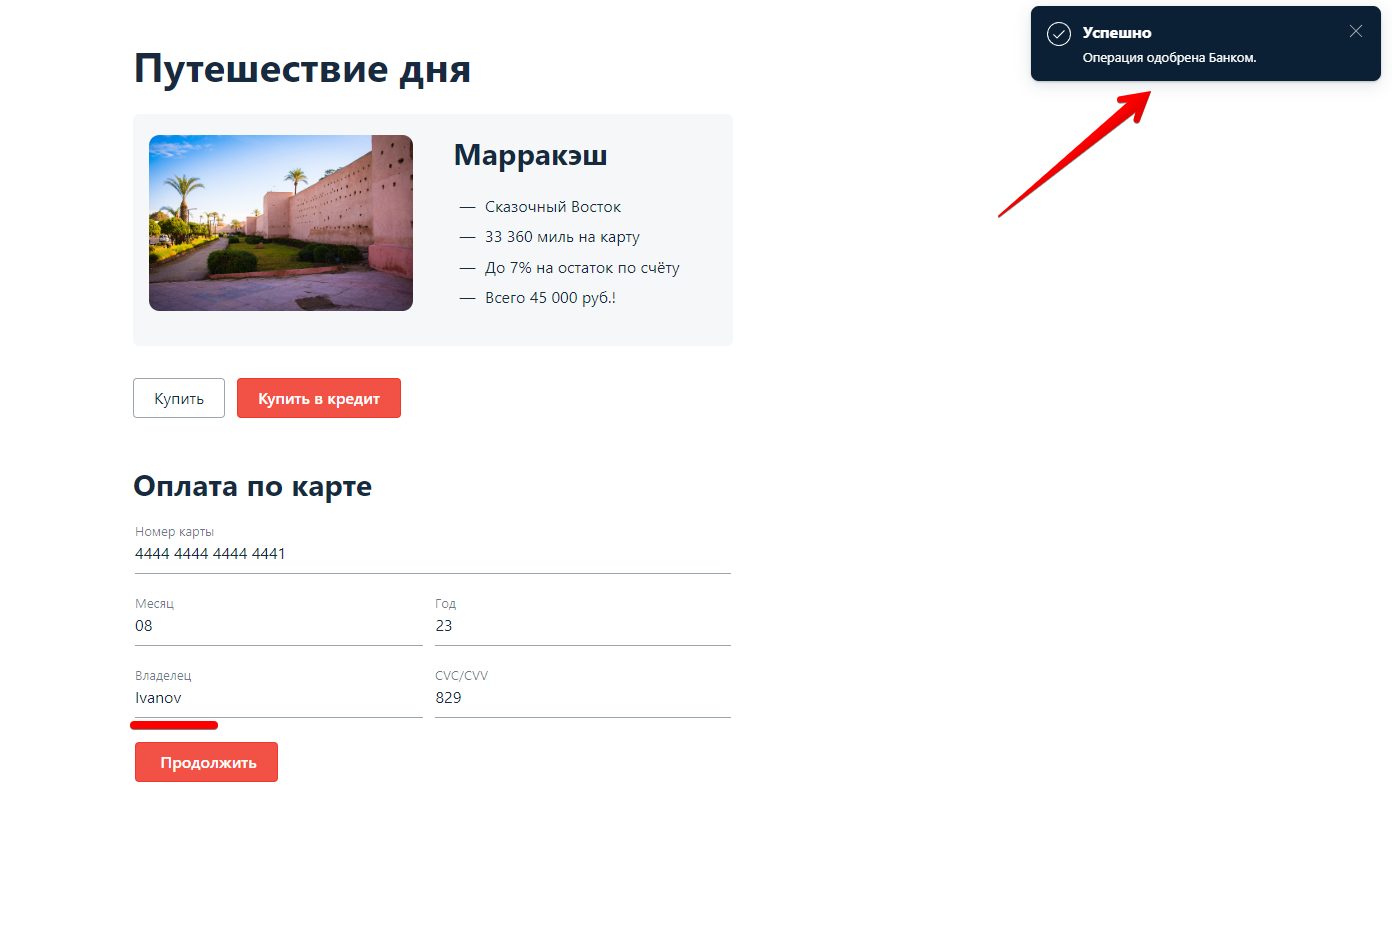 Успешно
Операция одобрена Банком.
Путешествие дня
Марракэш
— Сказочный Восток
— 33 360 миль на карту
— До 7% на остаток по счёту
— Всего 45 000 руб.!
Купить
Купить в кредит
Оплата по карте
Номер карты
4444 4444 4444 4441
Месяц
08
Год
23
Владелец
Ivanov
CVC/CVV
829
Продолжить